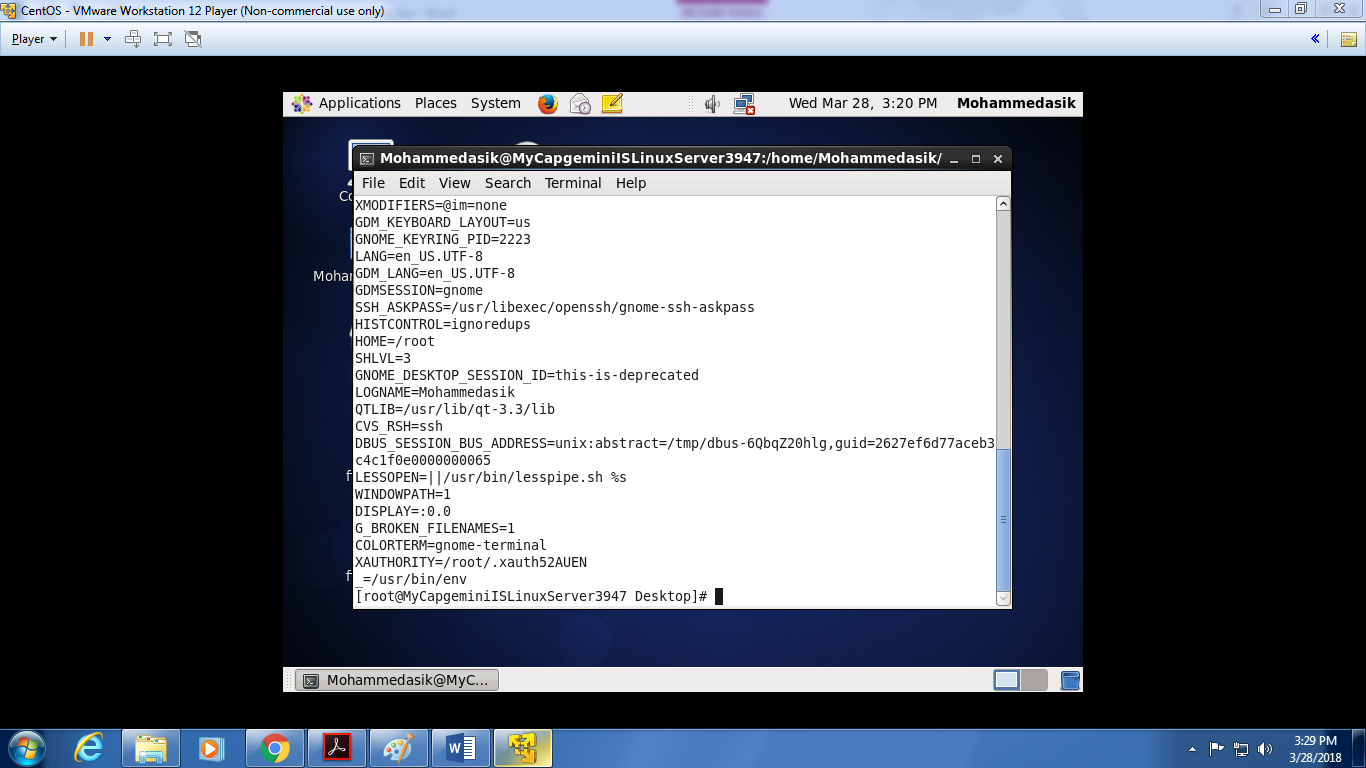 CentOS - VMware Workstation 12 Player (Non-commercial use only)
Player
Applications Places System Wed Mar 28, 3:20 PM Mohammedasik
Mohammedasik@MyCapgeminiISLinuxServer3947:/home/Mohammedasik/
File Edit View Search Terminal Help
XMODIFIERS=@im=none
GDM_KEYBOARD_LAYOUT=us
GNOME_KEYRING_PID=2223
LANG=en_US.UTF-8
GDM_LANG=en_US.UTF-8
GDMSESSION=gnome
SSH_ASKPASS=/usr/libexec/openssh/gnome-ssh-askpass
HISTCONTROL=ignoredups
HOME=/root
SHLVL=3
GNOME_DESKTOP_SESSION_ID=this-is-deprecated
LOGNAME=Mohammedasik
QTLIB=/usr/lib/qt-3.3/lib
CVS_RSH=ssh
DBUS_SESSION_BUS_ADDRESS=unix:abstract=/tmp/dbus-6QbqZ20hlg,guid=2627ef6d77aceb3
c4c1f0e0000000065
LESSOPEN=||/usr/bin/lesspipe.sh %s
WINDOWPATH=1
DISPLAY=:0.0
G_BROKEN_FILENAMES=1
COLORTERM=gnome-terminal
XAUTHORITY=/root/.xauth52AUEN
_=/usr/bin/env
[root@MyCapgeminiISLinuxServer3947 Desktop]#
Mohammedasik@MyC...
3:29 PM
3/28/2018